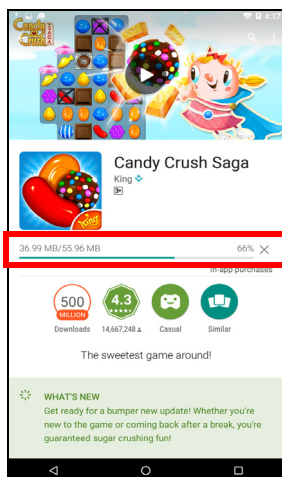 4:17
Candy
Crush
SAGA
Candy Crush Saga
King
3+
King
36.99 MB/55.96 MB 66%
In-app purchases
500
MILLION
4.3
Downloads 14,667,248 Casual Similar
The sweetest game around!
WHAT'S NEW
Get ready for a bumper new update! Whether you're
new to the game or coming back after a break, you're
guaranteed sugar crushing fun!